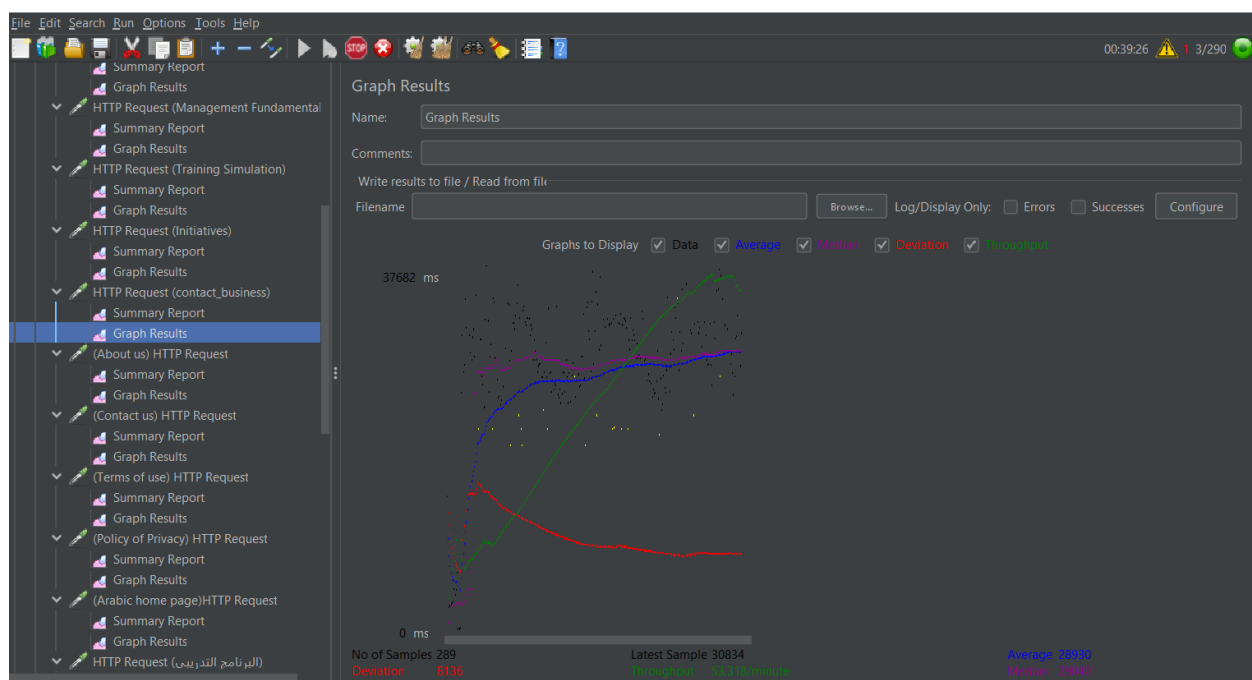 File Edit Search Run Options Tools Help
STOP
00:39:26 1 3/290
Summary Report
Graph Results
HTTP Request (Management Fundamental
Summary Report
Graph Results
HTTP Request (Training Simulation)
Summary Report
Graph Results
HTTP Request (Initiatives)
Summary Report
Graph Results
HTTP Request (contact_business)
Summary Report
Graph Results
(About us) HTTP Request
Summary Report
Graph Results
(Contact us) HTTP Request
Summary Report
Graph Results
(Terms of use) HTTP Request
Summary Report
Graph Results
(Policy of Privacy) HTTP Request
Summary Report
Graph Results
(Arabic home page)HTTP Request
Summary Report
Graph Results
HTTP Request (البرنامج التدريبي)
Graph Results
Name: Graph Results
Comments:
Write results to file / Read from file
Filename Browse... Log/Display Only: Errors Successes Configure
Graphs to Display Data Average Median Deviation Throughput
37682 ms
0 ms
No of Samples 289 Latest Sample 30834 Average 28930
Deviation 8136 Throughput 53.318/minute Median